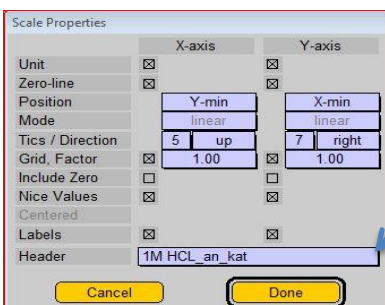 Scale Properties
X-axis Y-axis
Unit
Zero-line
Position Y-min X-min
Mode linear linear
Tics / Direction 5 up 7 right
Grid, Factor 1.00 1.00
Include Zero
Nice Values
Centered
Labels
Header 1M HCL_an_kat
Cancel Done